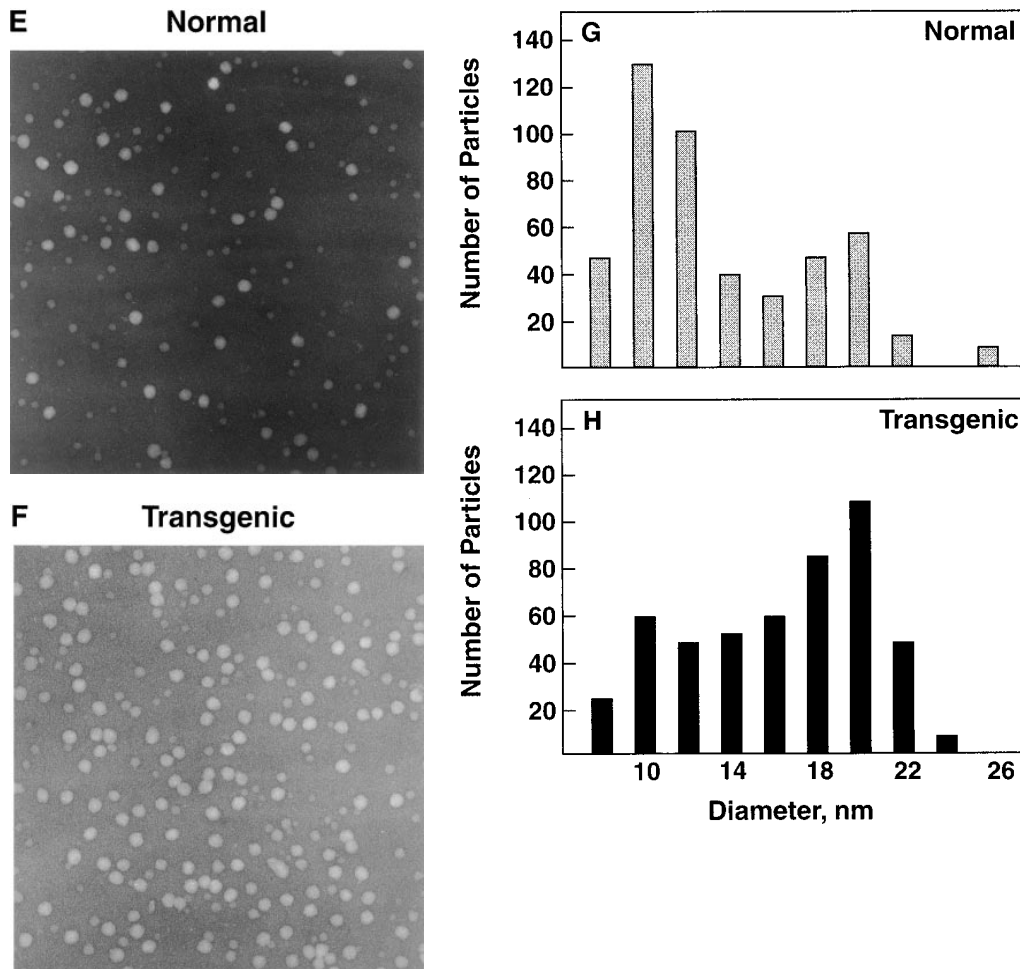 E Normal
F Transgenic
G Normal
Number of Particles
140
120
100
80
60
40
20
H Transgenic
Number of Particles
140
120
100
80
60
40
20
10 14 18 22 26
Diameter, nm